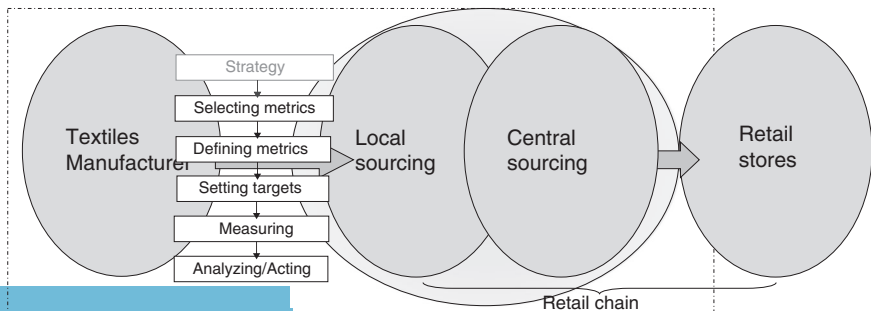 Strategy
Selecting metrics
Defining metrics
Setting targets
Measuring
Analyzing/Acting
Textiles
Manufacturer
Local
sourcing
Central
sourcing
Retail
stores
Retail chain